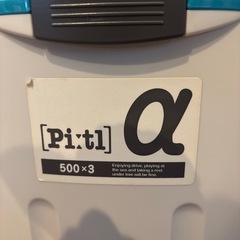 [Pi:tl]
α
500×3
Enjoying drive, playing at
the sea and taking a rest
under tree will be fine.